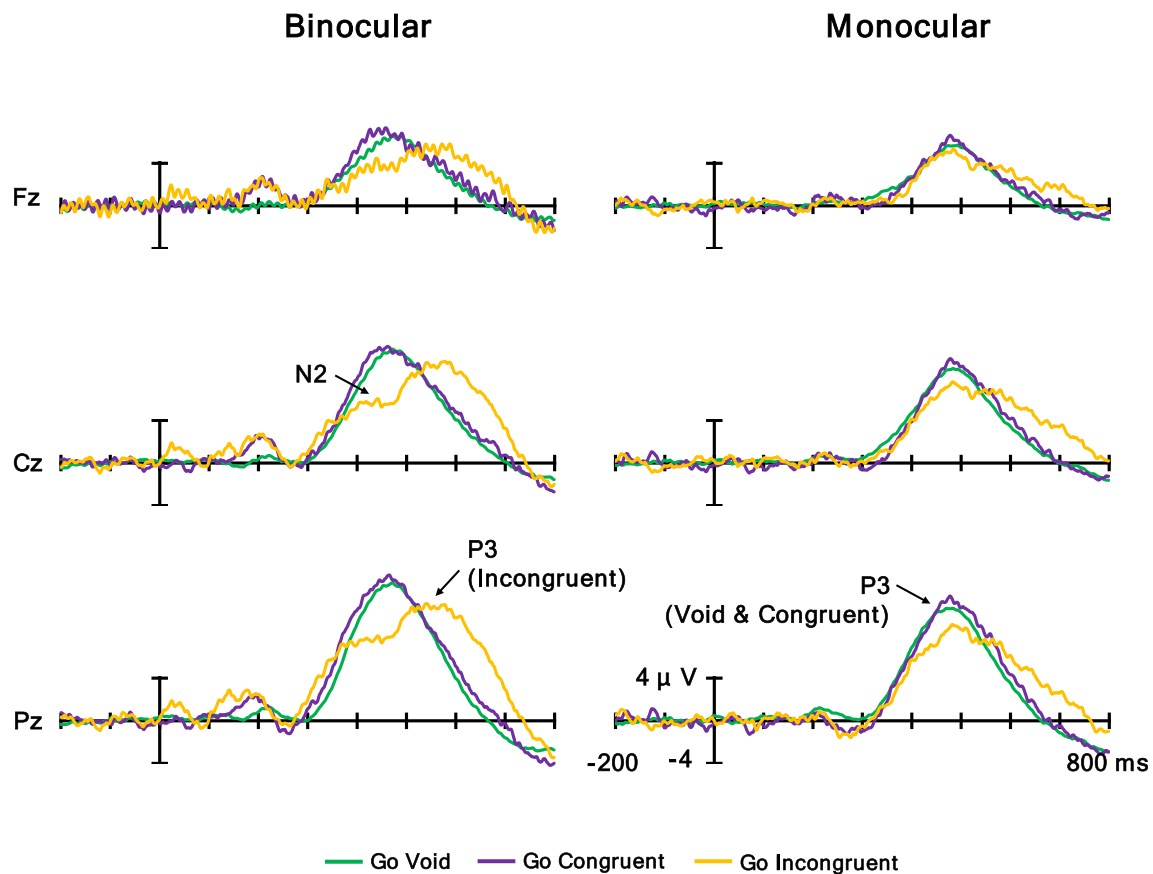 Binocular
Monocular
Fz
Cz
N2
Pz
P3
(Incongruent)
P3
(Void & Congruent)
4 µ V
-4
-200
800 ms
Go Void
Go Congruent
Go Incongruent